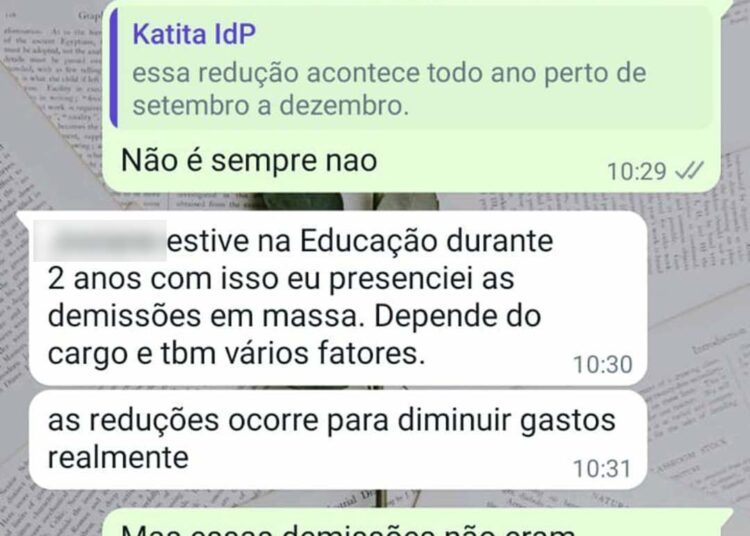 Katita IdP
essa redução acontece todo ano perto de
setembro a dezembro.
Não é sempre nao
10:29
estive na Educação durante
2 anos com isso eu presenciei as
demissões em massa. Depende do
cargo e tbm vários fatores.
10:30
as reduções ocorre para diminuir gastos
realmente
10:31